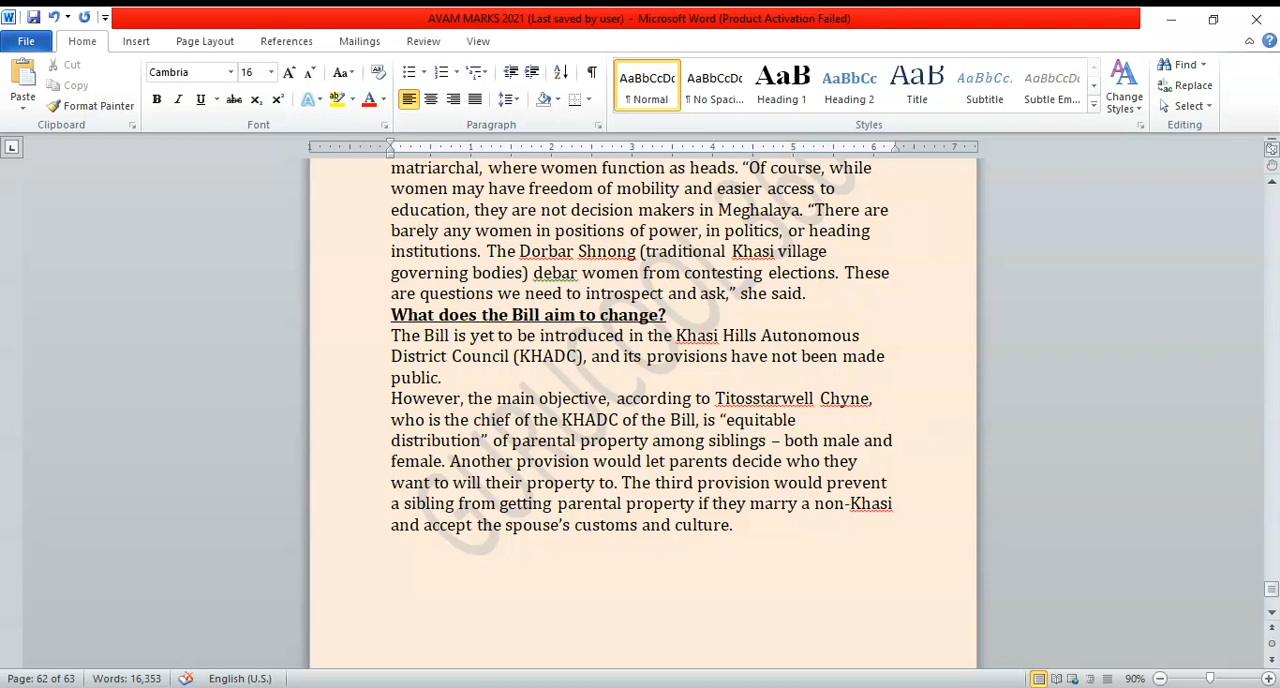 AVAM MARKS 2021 (Last saved by user) - Microsoft Word (Product Activation Failed)
File Home Insert Page Layout References Mailings Review View
Paste
Cut
Copy
Format Painter
Clipboard
Cambria 16
Font
Paragraph
AaBbCcDc ¶ Normal
AaBbCcDc ¶ No Spaci...
AaB Heading 1
AaBbCc Heading 2
AaB Title
AaBbCc. Subtitle
AaBbCcDc Subtle Em...
Styles
Change Styles
Find
Replace
Select
Editing
1 1 2 3 4 5 6 7
matriarchal, where women function as heads. “Of course, while
women may have freedom of mobility and easier access to
education, they are not decision makers in Meghalaya. “There are
barely any women in positions of power, in politics, or heading
institutions. The Dorbar Shnong (traditional Khasi village
governing bodies) debar women from contesting elections. These
are questions we need to introspect and ask,” she said.
What does the Bill aim to change?
The Bill is yet to be introduced in the Khasi Hills Autonomous
District Council (KHADC), and its provisions have not been made
public.
However, the main objective, according to Titosstarwell Chyne,
who is the chief of the KHADC of the Bill, is “equitable
distribution” of parental property among siblings – both male and
female. Another provision would let parents decide who they
want to will their property to. The third provision would prevent
a sibling from getting parental property if they marry a non-Khasi
and accept the spouse’s customs and culture.
GURUCOOL 360
Page: 62 of 63 Words: 16,353 English (U.S.) 90%